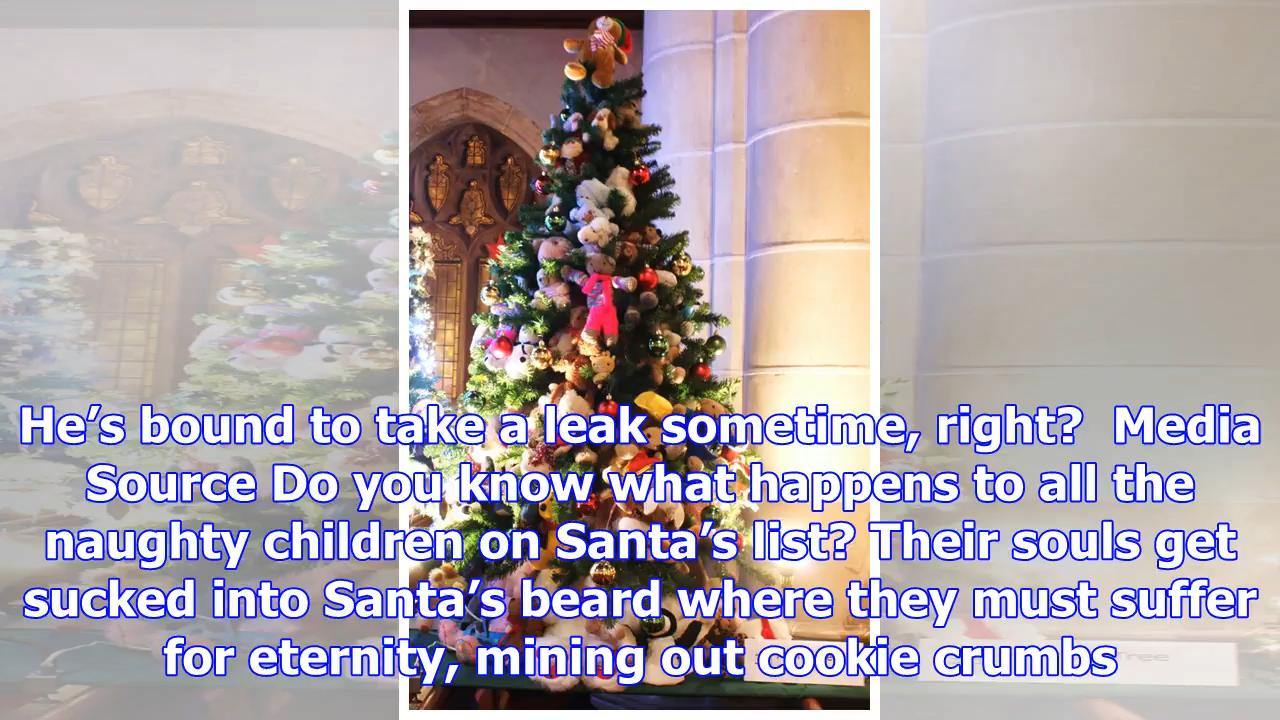 He’s bound to take a leak sometime, right?  Media
Source Do you know what happens to all the
naughty children on Santa’s list? Their souls get
sucked into Santa’s beard where they must suffer
for eternity, mining out cookie crumbs
Tree